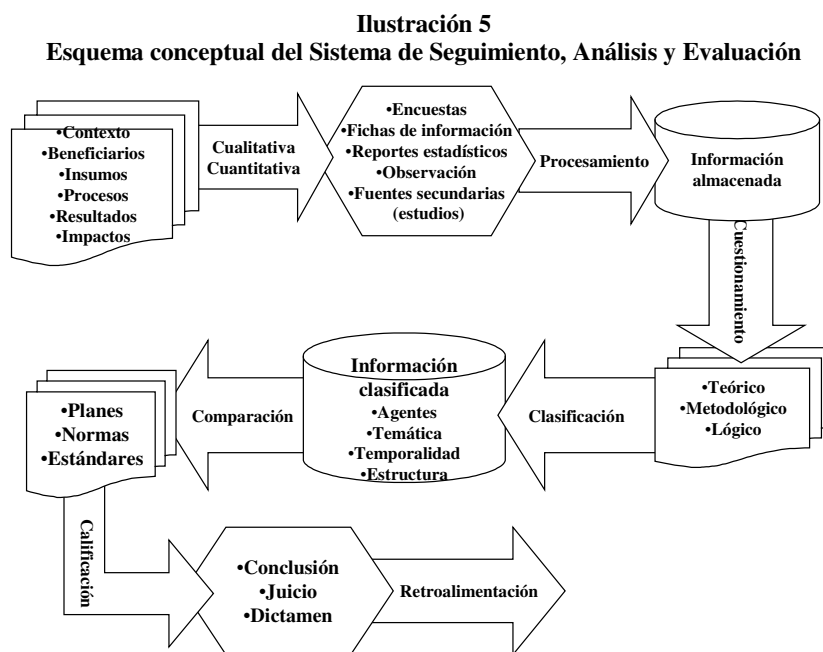 Ilustración 5
Esquema conceptual del Sistema de Seguimiento, Análisis y Evaluación
•Contexto
•Beneficiarios
•Insumos
•Procesos
•Resultados
•Impactos
Cualitativa
Cuantitativa
•Encuestas
•Fichas de información
•Reportes estadísticos
•Observación
•Fuentes secundarias
(estudios)
Procesamiento
Información
almacenada
Cuestionamiento
•Teórico
•Metodológico
•Lógico
Clasificación
Información
clasificada
•Agentes
•Temática
•Temporalidad
•Estructura
Comparación
•Planes
•Normas
•Estándares
Calificación
•Conclusión
•Juicio
•Dictamen
Retroalimentación